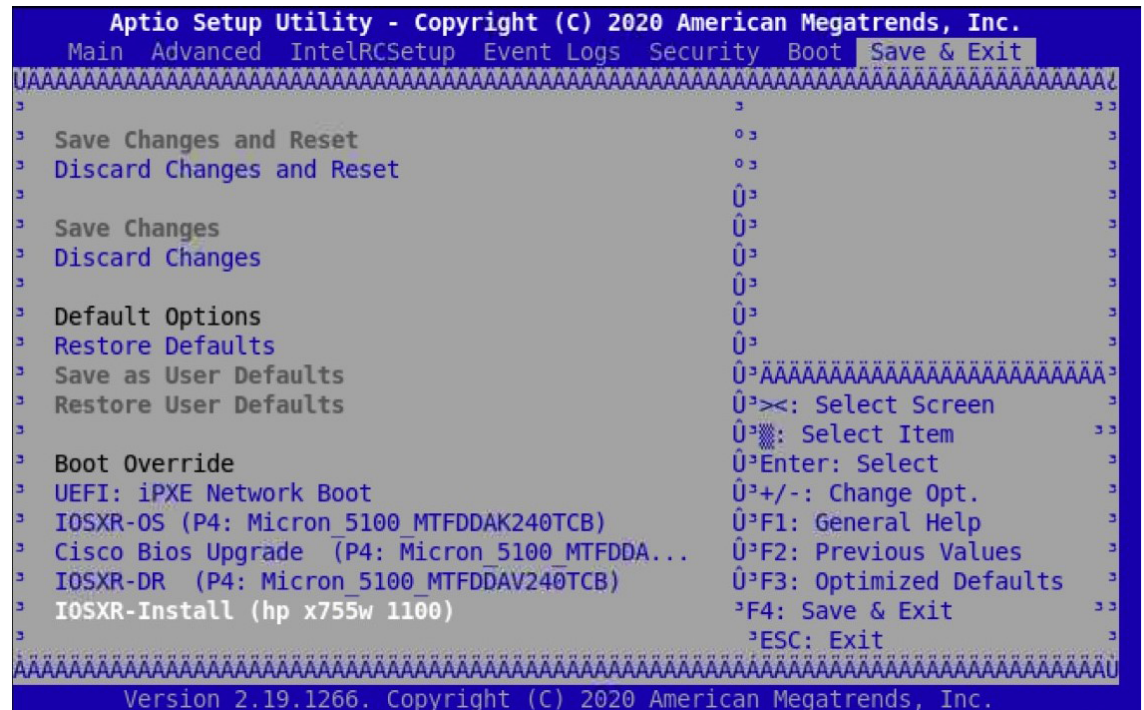 Aptio Setup Utility - Copyright (C) 2020 American Megatrends, Inc.
Main Advanced IntelRCSetup Event Logs Security Boot Save & Exit
Save Changes and Reset
Discard Changes and Reset
Save Changes
Discard Changes
Default Options
Restore Defaults
Save as User Defaults
Restore User Defaults
Boot Override
UEFI: iPXE Network Boot
IOSXR-OS (P4: Micron_5100_MTFDDAK240TCB)
Cisco Bios Upgrade (P4: Micron_5100_MTFDDA...
IOSXR-DR (P4: Micron_5100_MTFDDAV240TCB)
IOSXR-Install (hp x755w 1100)
><: Select Screen
▒: Select Item
Enter: Select
+/-: Change Opt.
F1: General Help
F2: Previous Values
F3: Optimized Defaults
F4: Save & Exit
ESC: Exit
Version 2.19.1266. Copyright (C) 2020 American Megatrends, Inc.